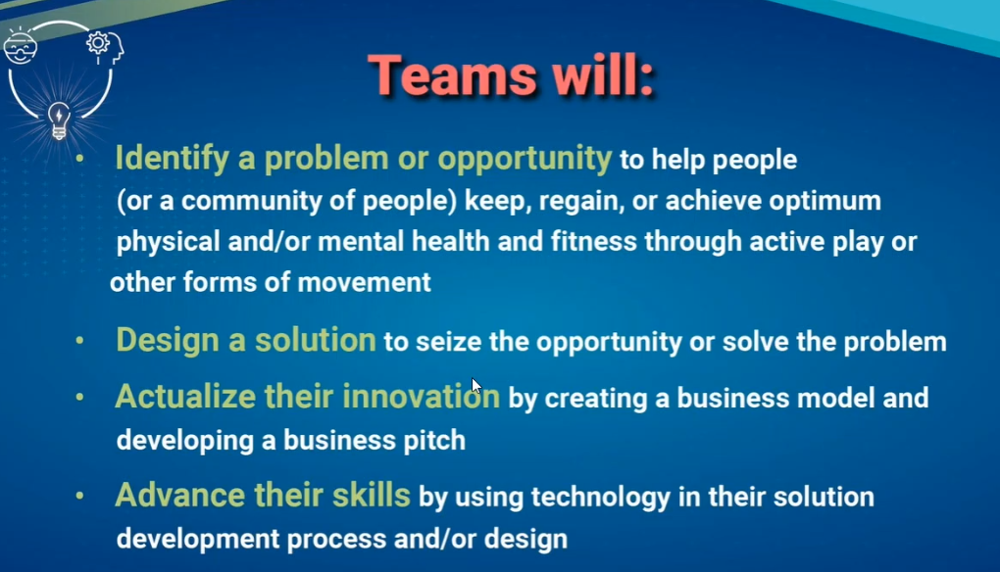 Teams will:
• Identify a problem or opportunity to help people
(or a community of people) keep, regain, or achieve optimum
physical and/or mental health and fitness through active play or
other forms of movement
• Design a solution to seize the opportunity or solve the problem
• Actualize their innovation by creating a business model and
developing a business pitch
• Advance their skills by using technology in their solution
development process and/or design